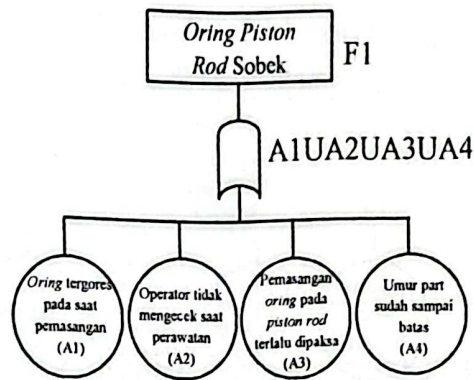 Oring Piston
Rod Sobek
F1
A1UA2UA3UA4
Oring tergores
pada saat
pemasangan
(A1)
Operator tidak
mengecek saat
perawatan
(A2)
Pemasangan
oring pada
piston rod
terlalu dipaksa
(A3)
Umur part
sudah sampai
batas
(A4)